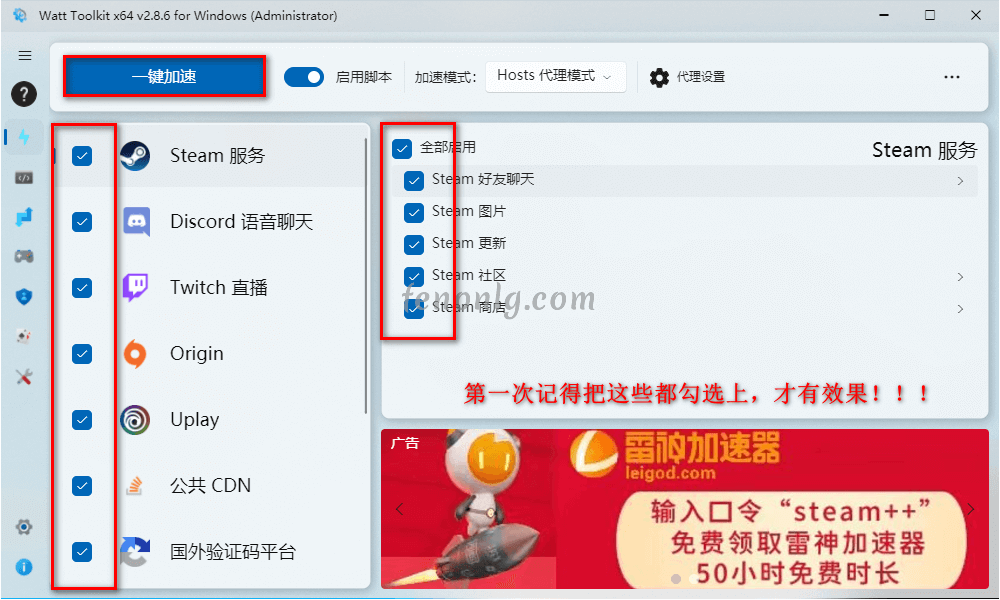 Watt Toolkit x64 v2.8.6 for Windows (Administrator)
一键加速
启用脚本
加速模式：
Hosts 代理模式
代理设置
Steam 服务
Discord 语音聊天
Twitch 直播
Origin
Uplay
公共 CDN
国外验证码平台
全部启用
Steam 服务
Steam 好友聊天
Steam 图片
Steam 更新
Steam 社区
Steam 商店
fenonlg.com
第一次记得把这些都勾选上，才有效果！！！
广告
雷神加速器
leigod.com
输入口令“steam++”
免费领取雷神加速器
50小时免费时长